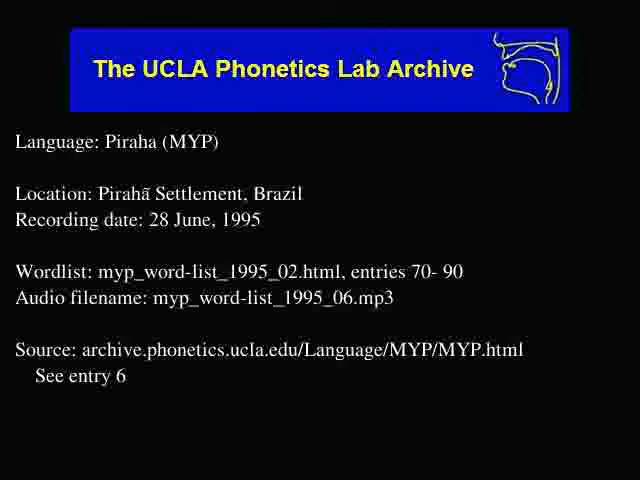 The UCLA Phonetics Lab Archive
Language: Piraha (MYP)
Location: Pirahã Settlement, Brazil
Recording date: 28 June, 1995
Wordlist: myp_word-list_1995_02.html, entries 70- 90
Audio filename: myp_word-list_1995_06.mp3
Source: archive.phonetics.ucla.edu/Language/MYP/MYP.html
See entry 6